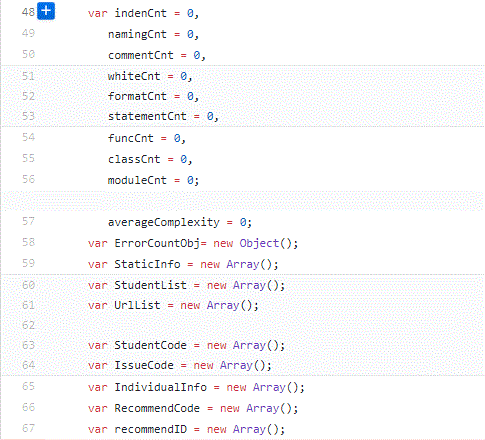 48 + var indenCnt = 0,
49 namingCnt = 0,
50 commentCnt = 0,
51 whiteCnt = 0,
52 formatCnt = 0,
53 statementCnt = 0,
54 funcCnt = 0,
55 classCnt = 0,
56 moduleCnt = 0;
57 averageComplexity = 0;
58 var ErrorCountObj= new Object();
59 var StaticInfo = new Array();
60 var StudentList = new Array();
61 var UrlList = new Array();
62
63 var StudentCode = new Array();
64 var IssueCode = new Array();
65 var IndividualInfo = new Array();
66 var RecommendCode = new Array();
67 var recommendID = new Array();